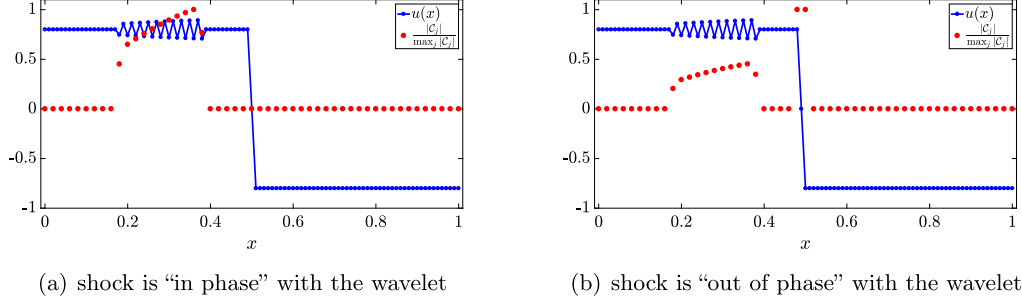 1
0.5
0
-0.5
-1
0 0.2 0.4 0.6 0.8 1
x
u(x)
|C_j| / max_j |C_j|
(a) shock is “in phase” with the wavelet
1
0.5
0
-0.5
-1
0 0.2 0.4 0.6 0.8 1
x
u(x)
|C_j| / max_j |C_j|
(b) shock is “out of phase” with the wavelet